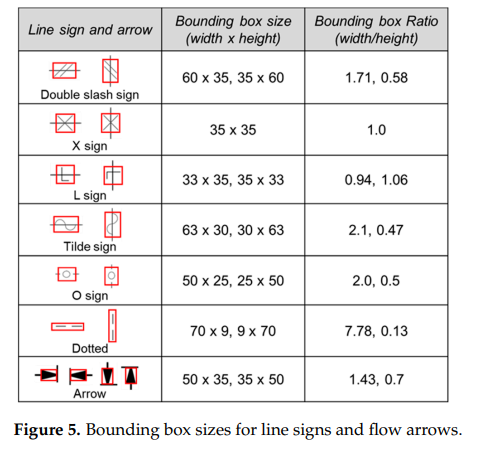 Line sign and arrow
Bounding box size
(width x height)
Bounding box Ratio
(width/height)
Double slash sign
60 x 35, 35 x 60
1.71, 0.58
X sign
35 x 35
1.0
L sign
33 x 35, 35 x 33
0.94, 1.06
Tilde sign
63 x 30, 30 x 63
2.1, 0.47
O sign
50 x 25, 25 x 50
2.0, 0.5
Dotted
70 x 9, 9 x 70
7.78, 0.13
Arrow
50 x 35, 35 x 50
1.43, 0.7
Figure 5. Bounding box sizes for line signs and flow arrows.